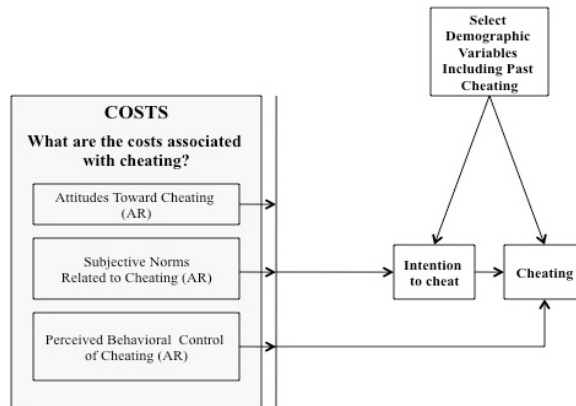 Select
Demographic
Variables
Including Past
Cheating
COSTS
What are the costs associated
with cheating?
Attitudes Toward Cheating
(AR)
Subjective Norms
Related to Cheating (AR)
Perceived Behavioral Control
of Cheating (AR)
Intention
to cheat
Cheating